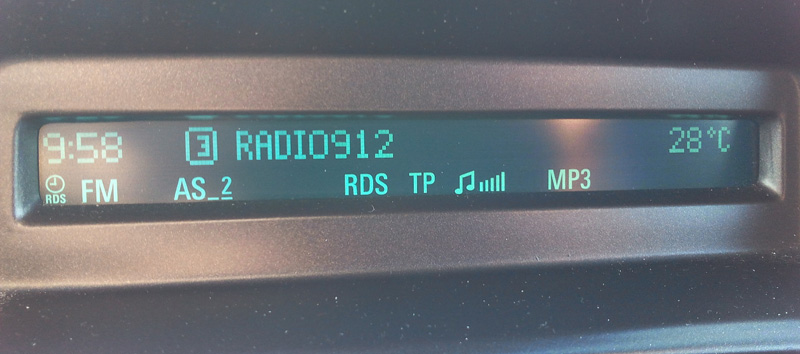 9:58 3 RADIO912 28°C
RDS FM AS_2 RDS TP MP3